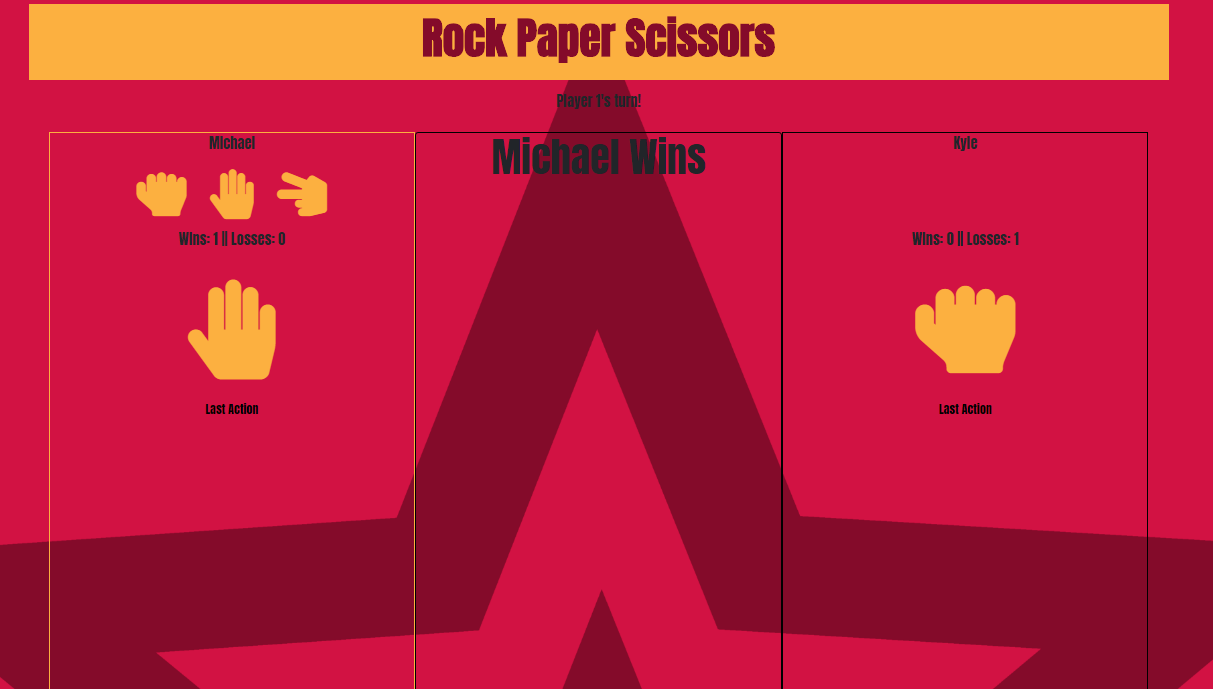 Rock Paper Scissors
Player 1's turn!
Michael
Michael Wins
Kyle
Wins: 1 || Losses: 0
Wins: 0 || Losses: 1
Last Action
Last Action